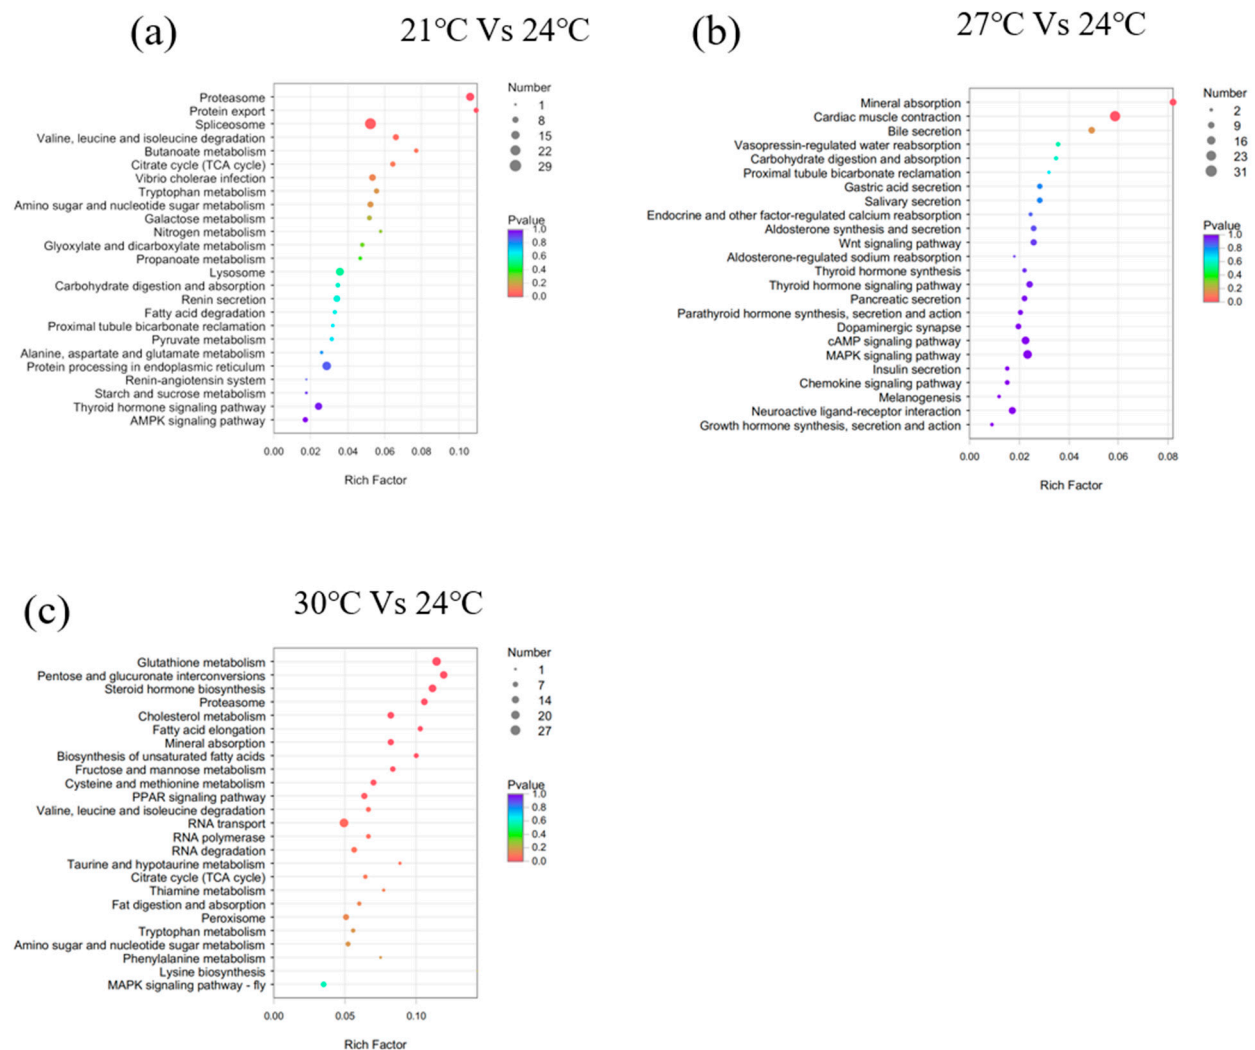 (a)
21°C Vs 24°C
Proteasome
Protein export
Spliceosome
Valine, leucine and isoleucine degradation
Butanoate metabolism
Citrate cycle (TCA cycle)
Vibrio cholerae infection
Tryptophan metabolism
Amino sugar and nucleotide sugar metabolism
Galactose metabolism
Nitrogen metabolism
Glyoxylate and dicarboxylate metabolism
Propanoate metabolism
Lysosome
Carbohydrate digestion and absorption
Renin secretion
Fatty acid degradation
Proximal tubule bicarbonate reclamation
Pyruvate metabolism
Alanine, aspartate and glutamate metabolism
Protein processing in endoplasmic reticulum
Renin-angiotensin system
Starch and sucrose metabolism
Thyroid hormone signaling pathway
AMPK signaling pathway
0.00 0.02 0.04 0.06 0.08 0.10
Rich Factor
Number
1
8
15
22
29
Pvalue
1.0
0.8
0.6
0.4
0.2
0.0
(b)
27°C Vs 24°C
Mineral absorption
Cardiac muscle contraction
Bile secretion
Vasopressin-regulated water reabsorption
Carbohydrate digestion and absorption
Proximal tubule bicarbonate reclamation
Gastric acid secretion
Salivary secretion
Endocrine and other factor-regulated calcium reabsorption
Aldosterone synthesis and secretion
Wnt signaling pathway
Aldosterone-regulated sodium reabsorption
Thyroid hormone synthesis
Thyroid hormone signaling pathway
Pancreatic secretion
Parathyroid hormone synthesis, secretion and action
Dopaminergic synapse
cAMP signaling pathway
MAPK signaling pathway
Insulin secretion
Chemokine signaling pathway
Melanogenesis
Neuroactive ligand-receptor interaction
Growth hormone synthesis, secretion and action
0.00 0.02 0.04 0.06 0.08
Rich Factor
Number
2
9
16
23
31
Pvalue
1.0
0.8
0.6
0.4
0.2
0.0
(c)
30°C Vs 24°C
Glutathione metabolism
Pentose and glucuronate interconversions
Steroid hormone biosynthesis
Proteasome
Cholesterol metabolism
Fatty acid elongation
Mineral absorption
Biosynthesis of unsaturated fatty acids
Fructose and mannose metabolism
Cysteine and methionine metabolism
PPAR signaling pathway
Valine, leucine and isoleucine degradation
RNA transport
RNA polymerase
RNA degradation
Taurine and hypotaurine metabolism
Citrate cycle (TCA cycle)
Thiamine metabolism
Fat digestion and absorption
Peroxisome
Tryptophan metabolism
Amino sugar and nucleotide sugar metabolism
Phenylalanine metabolism
Lysine biosynthesis
MAPK signaling pathway - fly
0.00 0.05 0.10
Rich Factor
Number
1
7
14
20
27
Pvalue
1.0
0.8
0.6
0.4
0.2
0.0